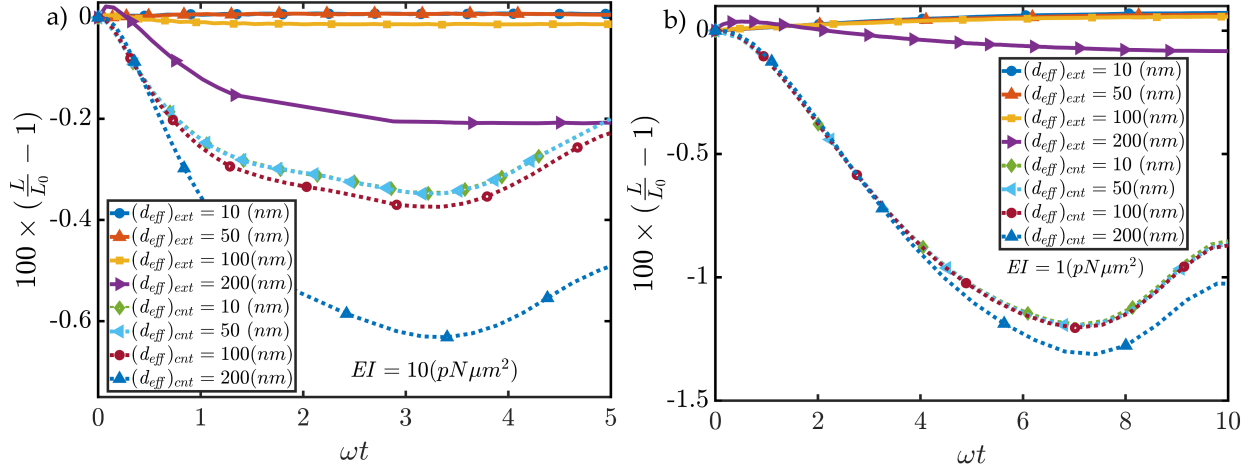 a)
0
-0.2
-0.4
-0.6
100 × (L/L₀ − 1)
(d_eff)_ext = 10 (nm)
(d_eff)_ext = 50 (nm)
(d_eff)_ext = 100(nm)
(d_eff)_ext = 200(nm)
(d_eff)_cnt = 10 (nm)
(d_eff)_cnt = 50 (nm)
(d_eff)_cnt = 100(nm)
(d_eff)_cnt = 200(nm)
EI = 10(pNμm²)
0 1 2 3 4 5
ωt
b)
0
-0.5
-1
-1.5
100 × (L/L₀ − 1)
(d_eff)_ext = 10 (nm)
(d_eff)_ext = 50 (nm)
(d_eff)_ext = 100(nm)
(d_eff)_ext = 200(nm)
(d_eff)_cnt = 10 (nm)
(d_eff)_cnt = 50(nm)
(d_eff)_cnt = 100(nm)
(d_eff)_cnt = 200(nm)
EI = 1(pNμm²)
0 2 4 6 8 10
ωt